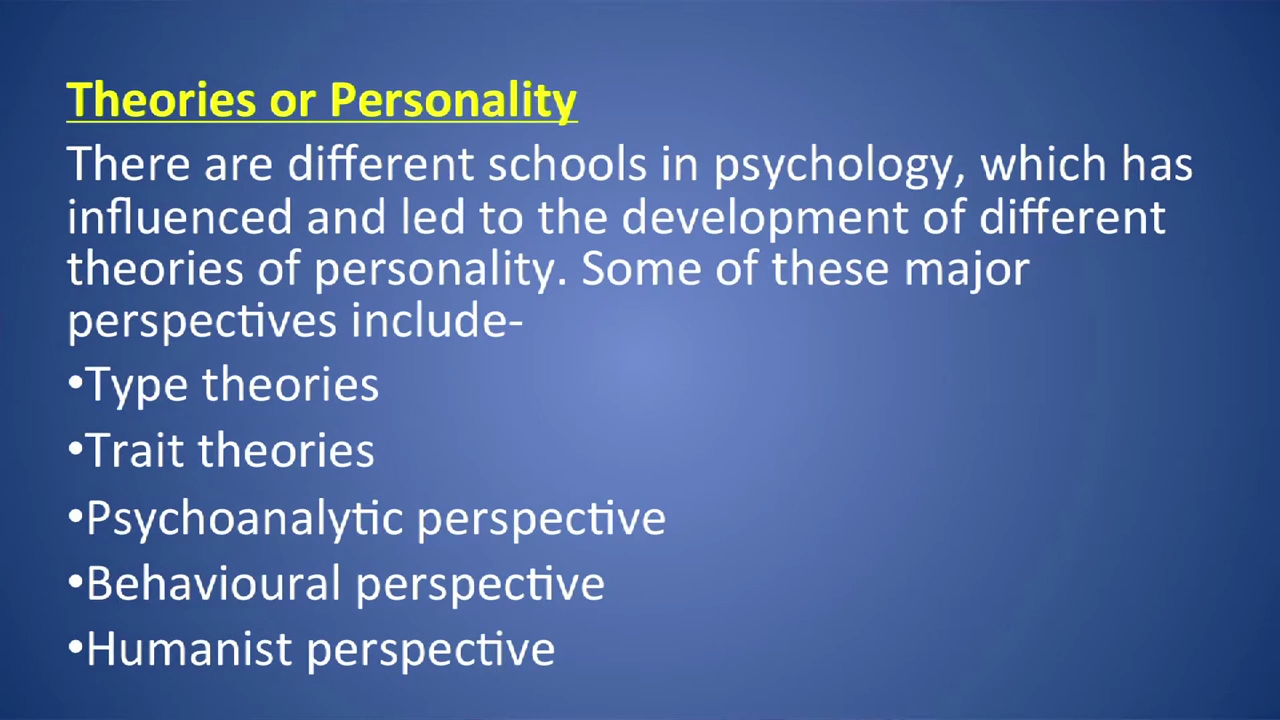 Theories or Personality
There are different schools in psychology, which has
influenced and led to the development of different
theories of personality. Some of these major
perspectives include-
•Type theories
•Trait theories
•Psychoanalytic perspective
•Behavioural perspective
•Humanist perspective